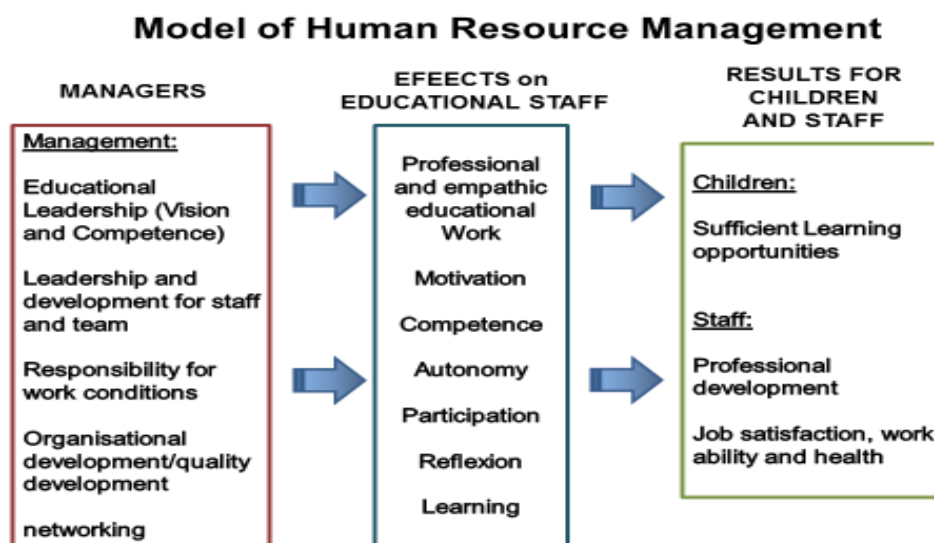 Model of Human Resource Management
MANAGERS
Management:
Educational
Leadership (Vision
and Competence)
Leadership and
development for staff
and team
Responsibility for
work conditions
Organisational
development/quality
development
networking
EFEECTS on
EDUCATIONAL STAFF
Professional
and empathic
educational
Work
Motivation
Competence
Autonomy
Participation
Reflexion
Learning
RESULTS FOR
CHILDREN
AND STAFF
Children:
Sufficient Learning
opportunities
Staff:
Professional
development
Job satisfaction, work
ability and health